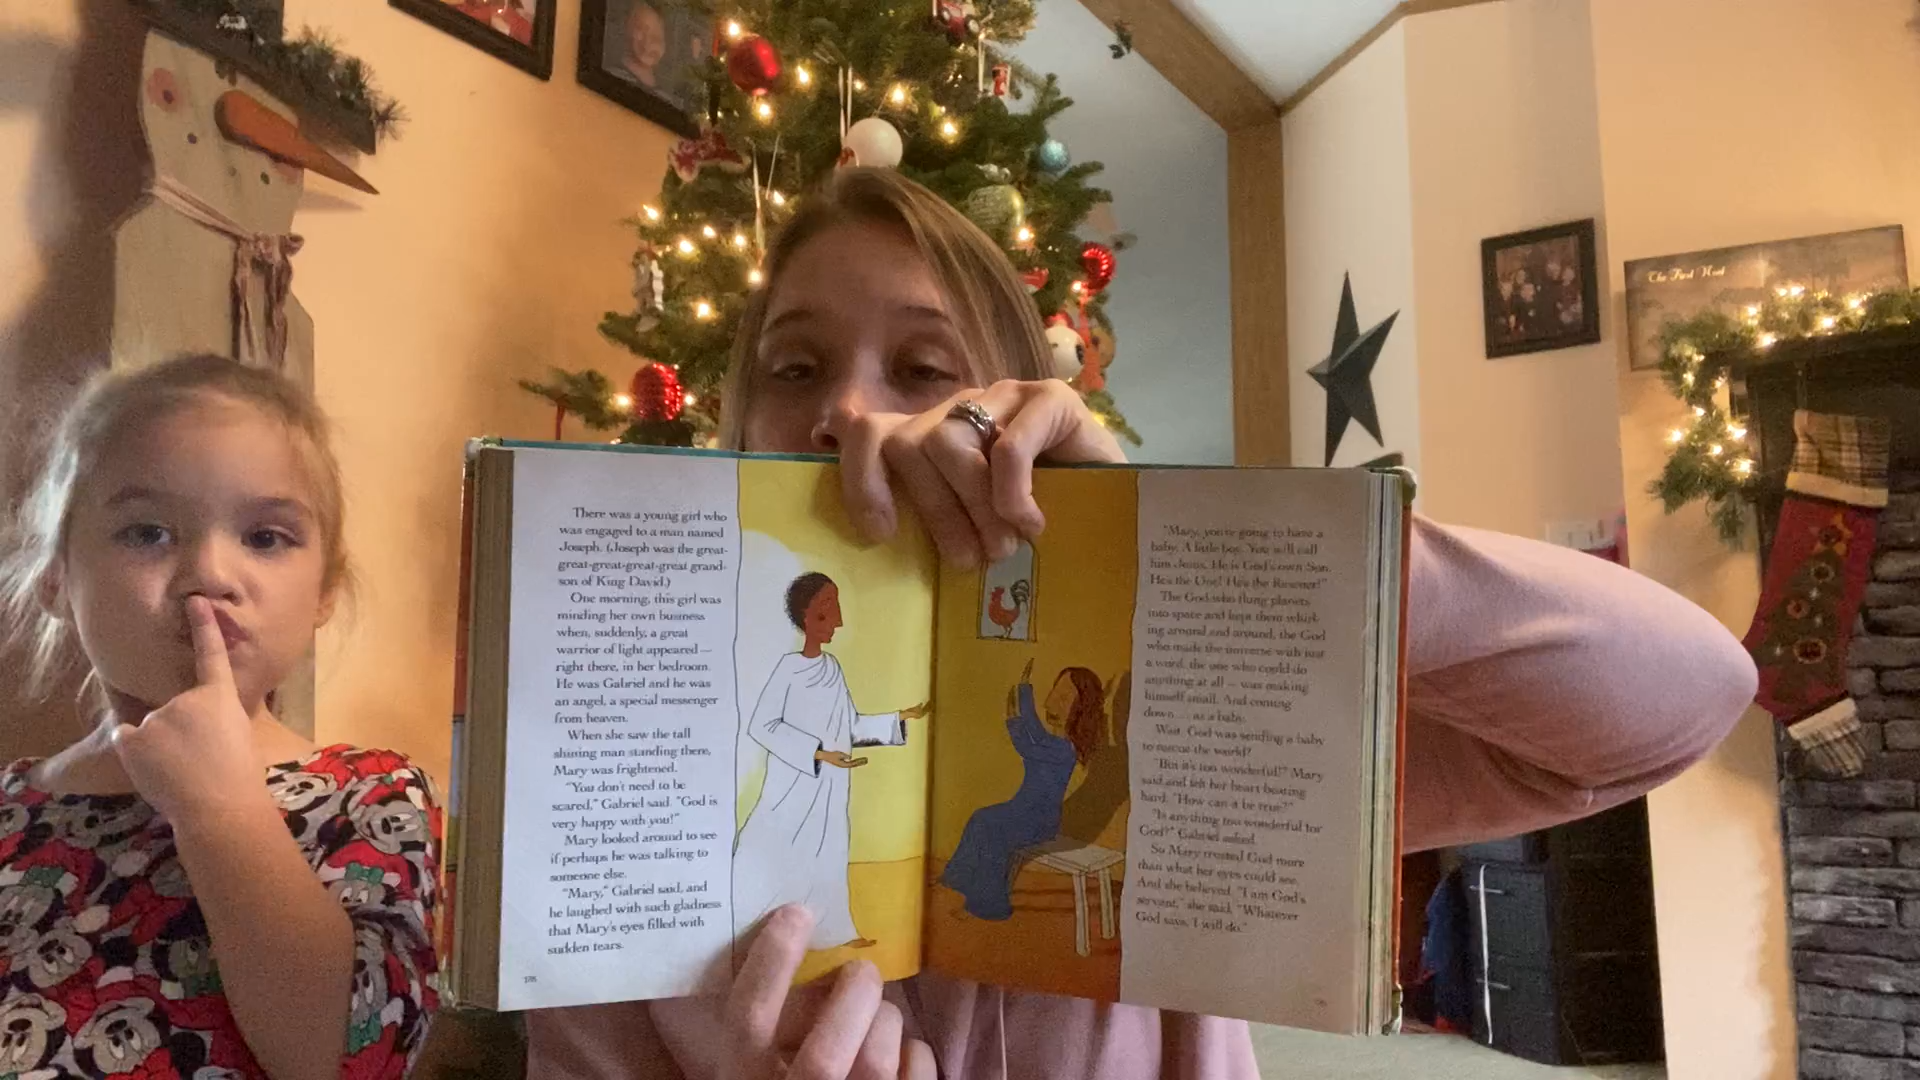 The First Noel
There was a young girl who
was engaged to a man named
Joseph. (Joseph was the great-
great-great-great-great grand-
son of King David.)
One morning, this girl was
minding her own business
when, suddenly, a great
warrior of light appeared —
right there, in her bedroom.
He was Gabriel and he was
an angel, a special messenger
from heaven.
When she saw the tall
shining man standing there,
Mary was frightened.
"You don't need to be
scared," Gabriel said. "God is
very happy with you!"
Mary looked around to see
if perhaps he was talking to
someone else.
"Mary," Gabriel said, and
he laughed with such gladness
that Mary's eyes filled with
sudden tears.
178
"Mary, you're going to have a
baby. A little boy. You will call
him Jesus. He is God's own Son.
He's the One! He's the Rescuer!"
The God who flung planets
into space and kept them whirl-
ing around and around, the God
who made the universe with just
a word, the one who could do
anything at all — was making
himself small. And coming
down ... as a baby.
Wait. God was sending a baby
to rescue the world?
"But it's too wonderful!" Mary
said and felt her heart beating
hard. "How can it be true?"
"Is anything too wonderful for
God?" Gabriel asked.
So Mary trusted God more
than what her eyes could see.
And she believed. "I am God's
servant," she said. "Whatever
God says, I will do."